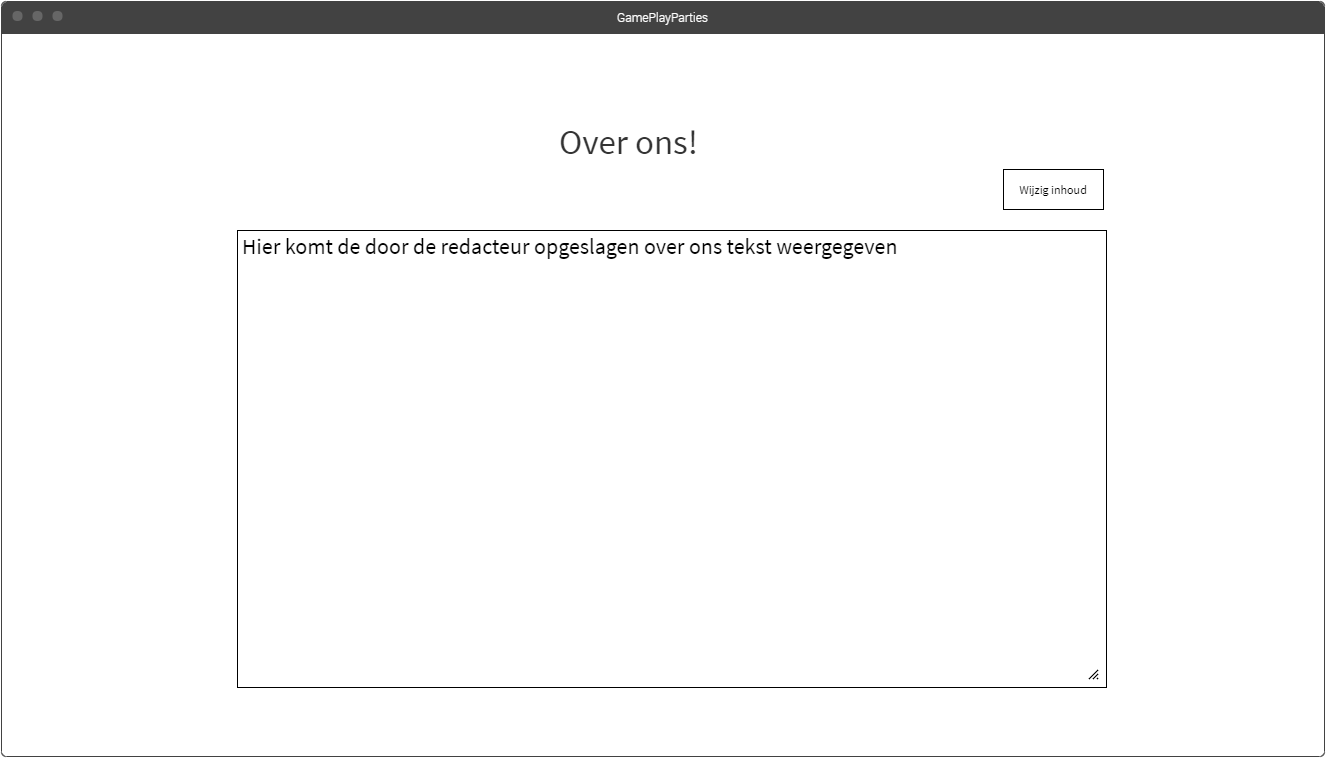 GamePlayParties
Over ons!
Wijzig inhoud
Hier komt de door de redacteur opgeslagen over ons tekst weergegeven